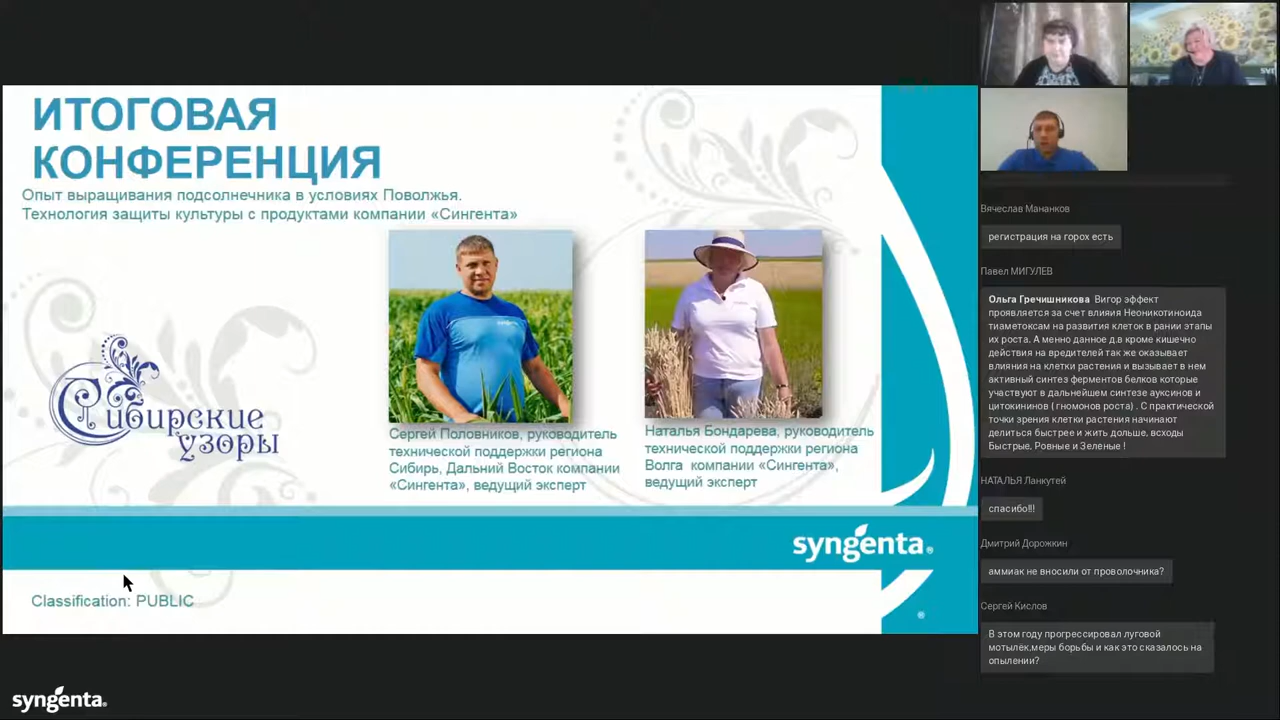 ИТОГОВАЯ
КОНФЕРЕНЦИЯ
Опыт выращивания подсолнечника в условиях Поволжья.
Технология защиты культуры с продуктами компании «Сингента»
Сибирские
узоры
Сергей Половников, руководитель
технической поддержки региона
Сибирь, Дальний Восток компании
«Сингента», ведущий эксперт
Наталья Бондарева, руководитель
технической поддержки региона
Волга компании «Сингента»,
ведущий эксперт
syngenta®
Classification: PUBLIC
®
syngenta®
Вячеслав Мананков
регистрация на горох есть
Павел МИГУЛЕВ
Ольга Гречишникова Вигор эффект
проявляется за счет влияия Неоникотиноида
тиаметоксам на развития клеток в рании этапы
их роста. А менно данное д.в кроме кишечно
действия на вредителей так же оказывает
влияния на клетки растения и вызывает в нем
активный синтез ферментов белков которые
участвуют в дальнейшем синтезе ауксинов и
цитокининов ( гномонов роста) . С практической
точки зрения клетки растения начинают
делиться быстрее и жить дольше. всходы
Быстрые. Ровные и Зеленые !
НАТАЛЬЯ Ланкутей
спасибо!!!
Дмитрий Дорожкин
аммиак не вносили от проволочника?
Сергей Кислов
В этом году прогрессировал луговой
мотылёк,меры борьбы и как это сказалось на
опылении?